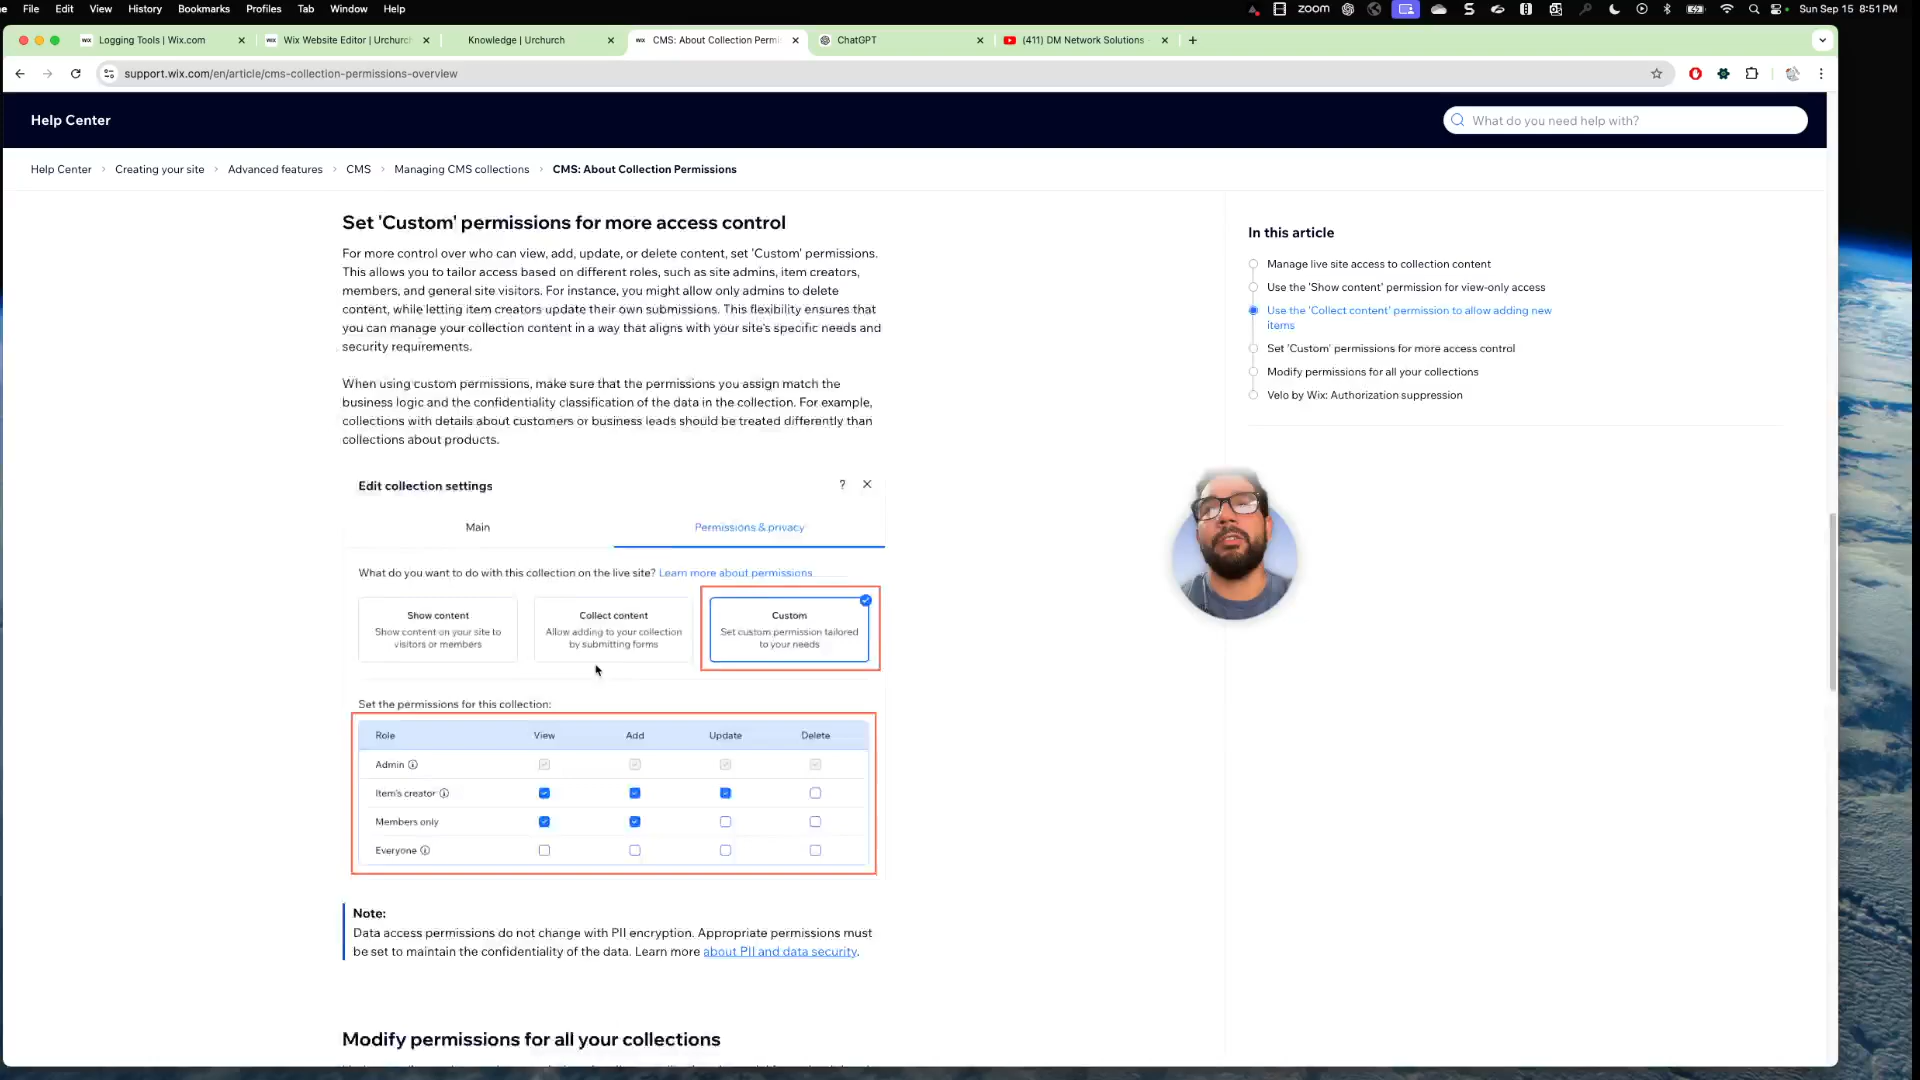 File Edit View History Bookmarks Profiles Tab Window Help
zoom
Sun Sep 15 8:51 PM
Logging Tools | Wix.com
Wix Website Editor | Urchurch
Knowledge | Urchurch
CMS: About Collection Permi
ChatGPT
(411) DM Network Solutions
support.wix.com/en/article/cms-collection-permissions-overview
Help Center
What do you need help with?
Help Center > Creating your site > Advanced features > CMS > Managing CMS collections > CMS: About Collection Permissions
Set 'Custom' permissions for more access control
For more control over who can view, add, update, or delete content, set 'Custom' permissions.
This allows you to tailor access based on different roles, such as site admins, item creators,
members, and general site visitors. For instance, you might allow only admins to delete
content, while letting item creators update their own submissions. This flexibility ensures that
you can manage your collection content in a way that aligns with your site's specific needs and
security requirements.
When using custom permissions, make sure that the permissions you assign match the
business logic and the confidentiality classification of the data in the collection. For example,
collections with details about customers or business leads should be treated differently than
collections about products.
Edit collection settings ?
Main Permissions & privacy
What do you want to do with this collection on the live site? Learn more about permissions
Show content
Show content on your site to
visitors or members
Collect content
Allow adding to your collection
by submitting forms
Custom
Set custom permission tailored
to your needs
Set the permissions for this collection:
Role View Add Update Delete
Admin
Item's creator
Members only
Everyone
Note:
Data access permissions do not change with PII encryption. Appropriate permissions must
be set to maintain the confidentiality of the data. Learn more about PII and data security.
Modify permissions for all your collections
In this article
Manage live site access to collection content
Use the 'Show content' permission for view-only access
Use the 'Collect content' permission to allow adding new
items
Set 'Custom' permissions for more access control
Modify permissions for all your collections
Velo by Wix: Authorization suppression